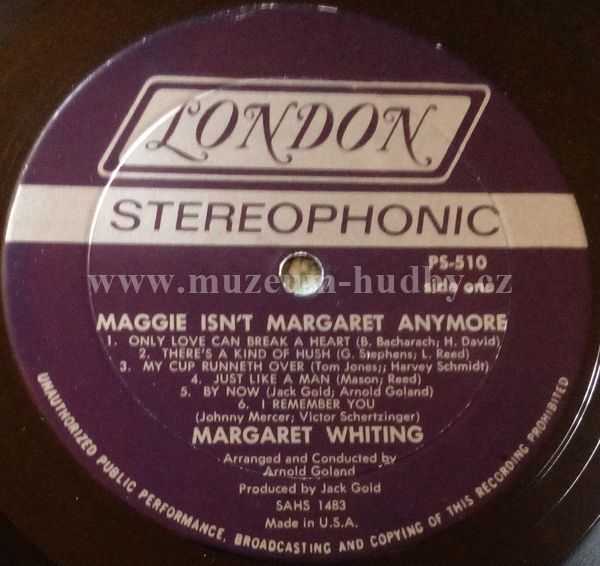 LONDON
STEREOPHONIC
PS-510
www.muzeum-hudby.cz
side one
MAGGIE ISN'T MARGARET ANYMORE
1. ONLY LOVE CAN BREAK A HEART (B. Bacharach; H. David)
2. THERE'S A KIND OF HUSH (G. Stephens; L. Reed)
3. MY CUP RUNNETH OVER (Tom Jones;; Harvey Schmidt)
4. JUST LIKE A MAN (Mason; Reed)
5. BY NOW (Jack Gold; Arnold Goland)
6. I REMEMBER YOU
(Johnny Mercer; Victor Schertzinger)
MARGARET WHITING
Arranged and Conducted by
Arnold Goland
Produced by Jack Gold
SAHS 1483
Made in U.S.A.
UNAUTHORIZED PUBLIC PERFORMANCE, BROADCASTING AND COPYING OF THIS RECORDING PROHIBITED